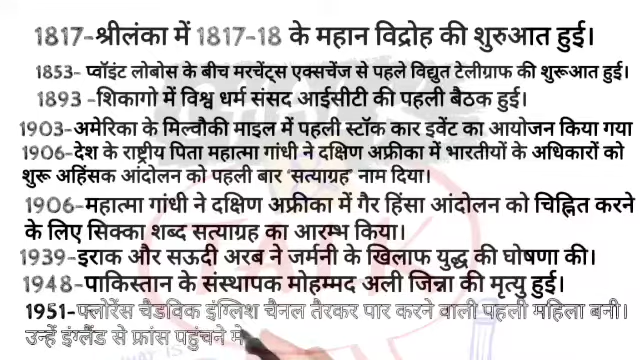 1817-श्रीलंका में 1817-18 के महान विद्रोह की शुरुआत हुई।
1853- प्वॉइंट लोबोस के बीच मरचेंट्स एक्सचेंज से पहले विद्युत टेलीग्राफ की शुरूआत हुई।
1893 -शिकागो में विश्व धर्म संसद आईसीटी की पहली बैठक हुई।
1903-अमेरिका के मिल्वौकी माइल में पहली स्टॉक कार इवेंट का आयोजन किया गया
1906-देश के राष्ट्रीय पिता महात्मा गांधी ने दक्षिण अफ्रीका में भारतीयों के अधिकारों को
शुरू अहिंसक आंदोलन को पहली बार 'सत्याग्रह' नाम दिया।
1906-महात्मा गांधी ने दक्षिण अफ्रीका में गैर हिंसा आंदोलन को चिह्नित करने
के लिए सिक्का शब्द सत्याग्रह का आरम्भ किया।
1939-इराक और सऊदी अरब ने जर्मनी के खिलाफ युद्ध की घोषणा की।
1948-पाकिस्तान के संस्थापक मोहम्मद अली जिन्ना की मृत्यु हुई।
1951-फ्लोरेंस चैडविक इंग्लिश चैनल तैरकर पार करने वाली पहली महिला बनी।
उन्हें इंग्लैंड से फ्रांस पहुंचने मे